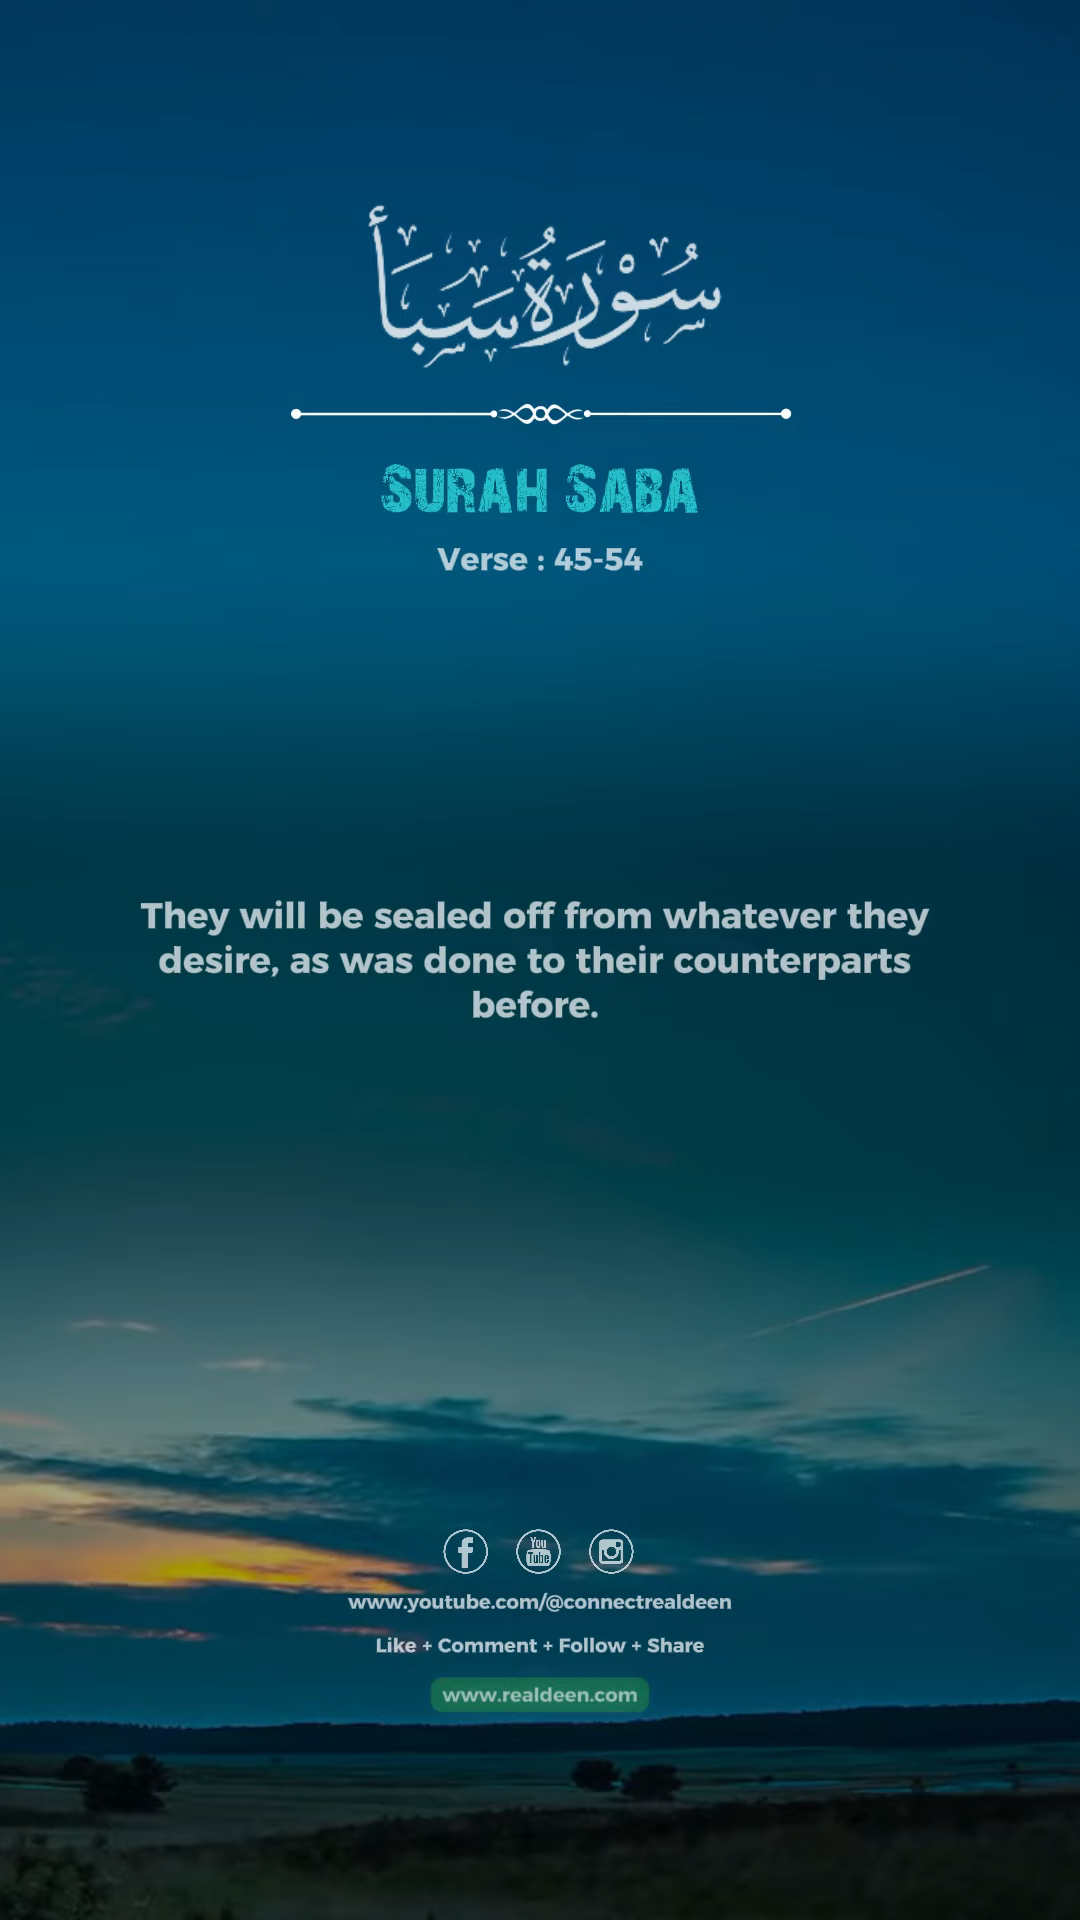 سُوْرَةُ سَبَأ
SURAH SABA
Verse : 45-54
They will be sealed off from whatever they
desire, as was done to their counterparts
before.
You
Tube
www.youtube.com/@connectrealdeen
Like + Comment + Follow + Share
www.realdeen.com